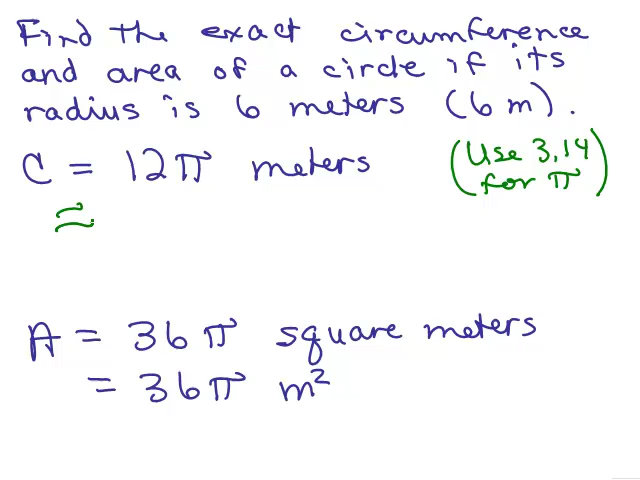 Find the exact circumference
and area of a circle if its
radius is 6 meters (6 m).
C = 12π meters
(Use 3.14
for π)
≈
A = 36π square meters
= 36π m²